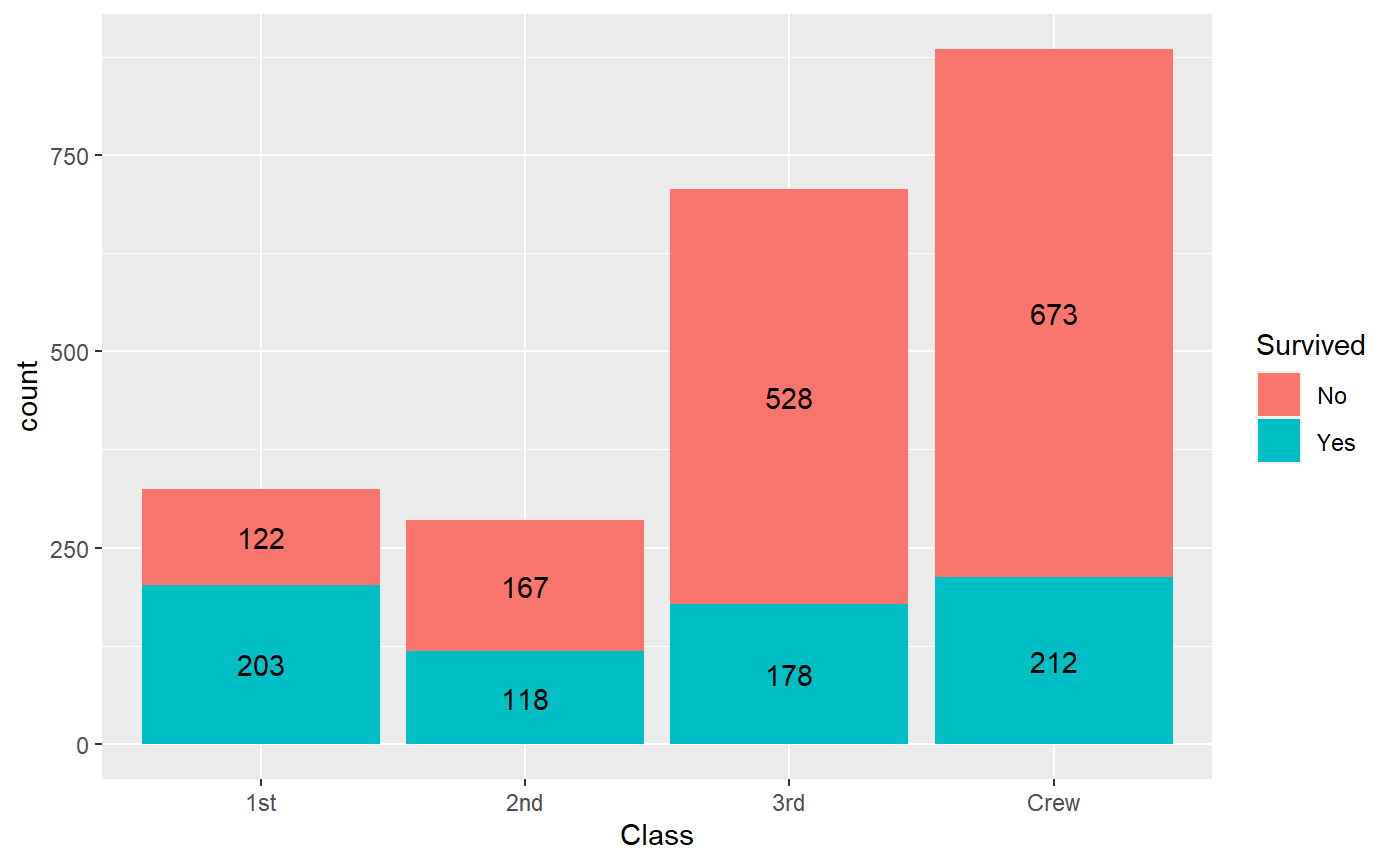 count
750
500
250
0
122
203
167
118
528
178
673
212
1st
2nd
3rd
Crew
Class
Survived
No
Yes